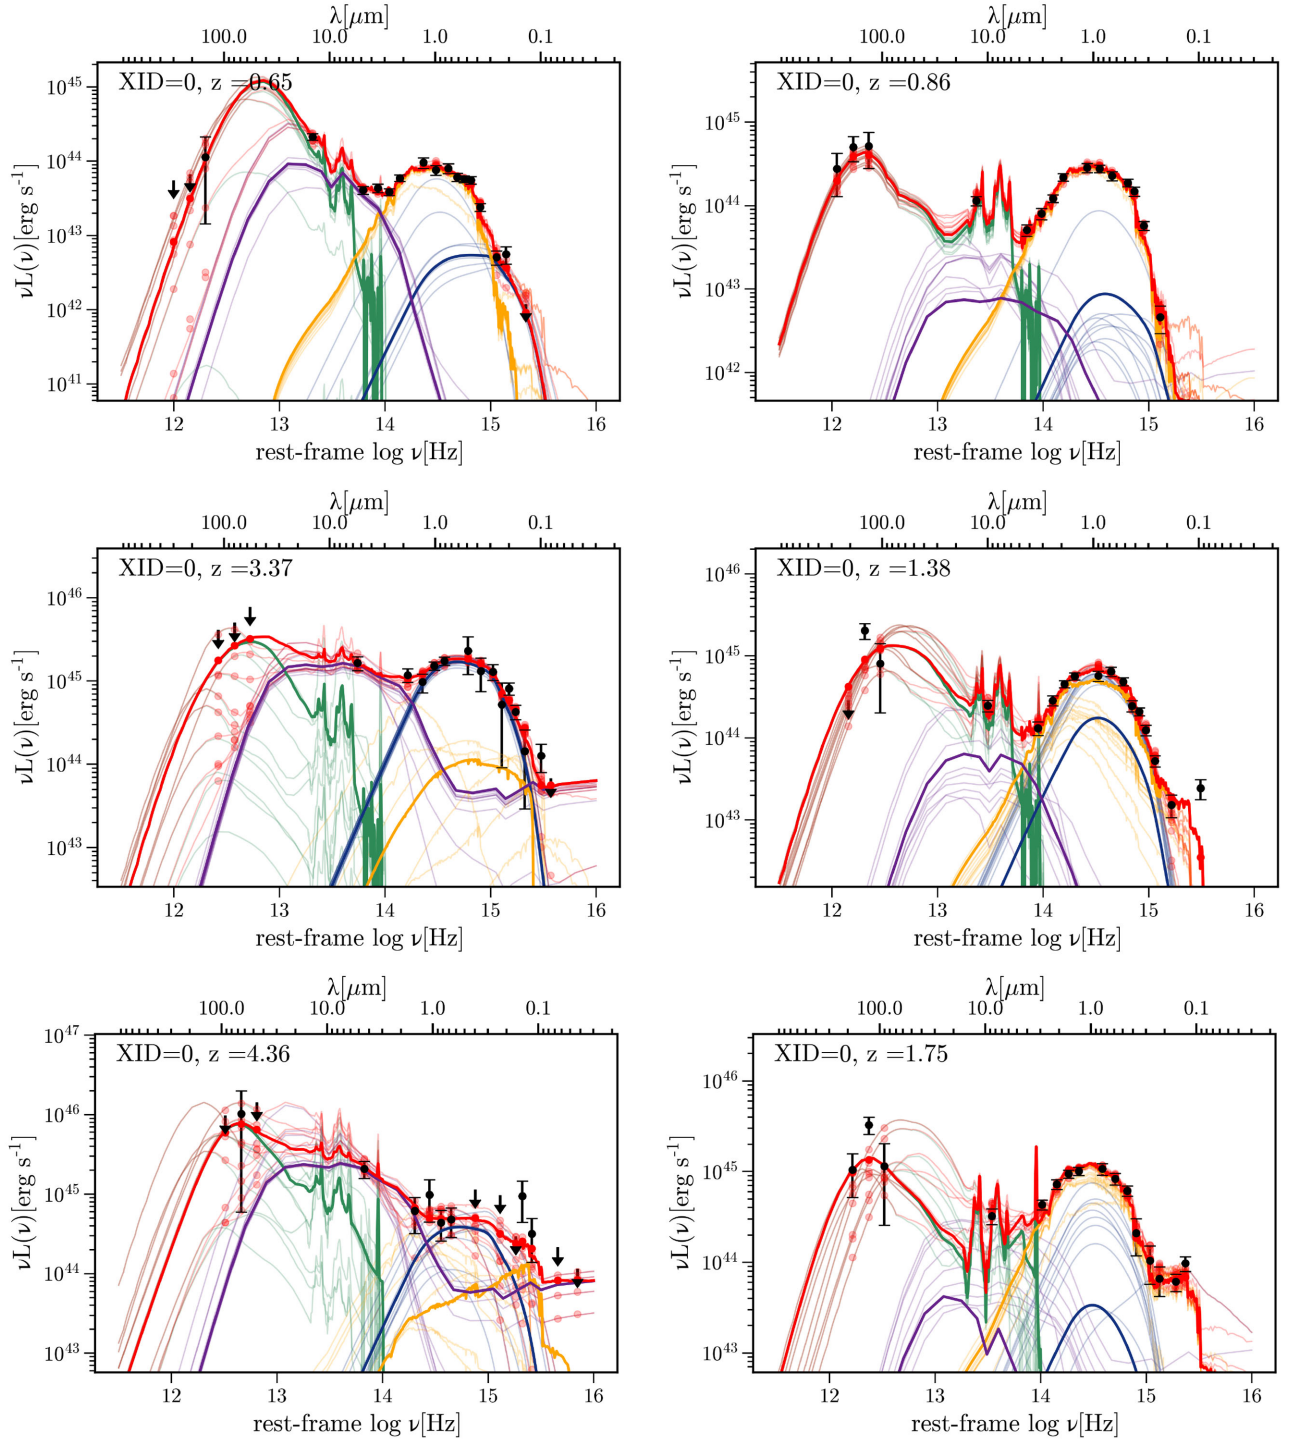 λ[μm]
100.0 10.0 1.0 0.1
XID=0, z =0.65
10^45
10^44
10^43
10^42
10^41
νL(ν)[erg s^-1]
12 13 14 15 16
rest-frame log ν[Hz]
λ[μm]
100.0 10.0 1.0 0.1
XID=0, z =0.86
10^45
10^44
10^43
10^42
νL(ν)[erg s^-1]
12 13 14 15 16
rest-frame log ν[Hz]
λ[μm]
100.0 10.0 1.0 0.1
XID=0, z =3.37
10^46
10^45
10^44
10^43
νL(ν)[erg s^-1]
12 13 14 15 16
rest-frame log ν[Hz]
λ[μm]
100.0 10.0 1.0 0.1
XID=0, z =1.38
10^46
10^45
10^44
10^43
νL(ν)[erg s^-1]
12 13 14 15 16
rest-frame log ν[Hz]
λ[μm]
100.0 10.0 1.0 0.1
XID=0, z =4.36
10^47
10^46
10^45
10^44
10^43
νL(ν)[erg s^-1]
12 13 14 15 16
rest-frame log ν[Hz]
λ[μm]
100.0 10.0 1.0 0.1
XID=0, z =1.75
10^46
10^45
10^44
10^43
νL(ν)[erg s^-1]
12 13 14 15 16
rest-frame log ν[Hz]